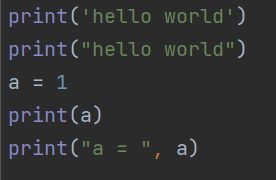 print('hello world')
print("hello world")
a = 1
print(a)
print("a = ", a)